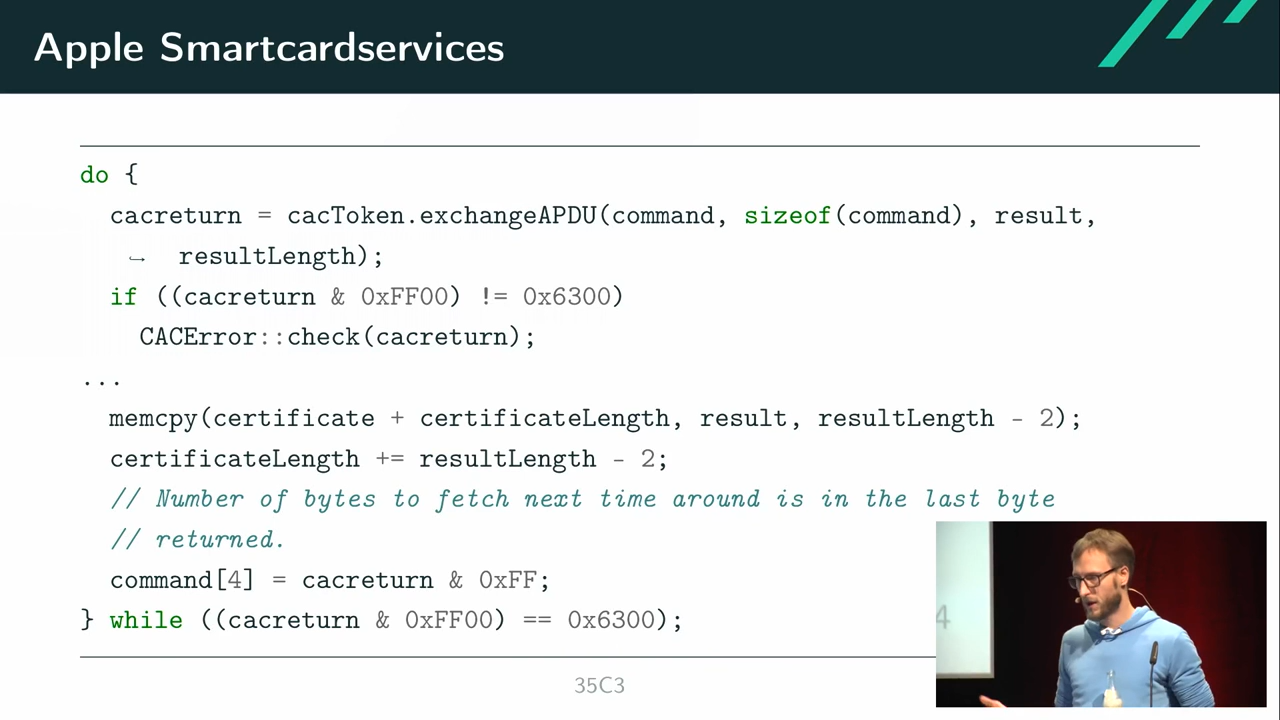 Apple Smartcardservices
do {
cacreturn = cacToken.exchangeAPDU(command, sizeof(command), result,
↪ resultLength);
if ((cacreturn & 0xFF00) != 0x6300)
CACError::check(cacreturn);
...
memcpy(certificate + certificateLength, result, resultLength - 2);
certificateLength += resultLength - 2;
// Number of bytes to fetch next time around is in the last byte
// returned.
command[4] = cacreturn & 0xFF;
} while ((cacreturn & 0xFF00) == 0x6300);
4
35C3